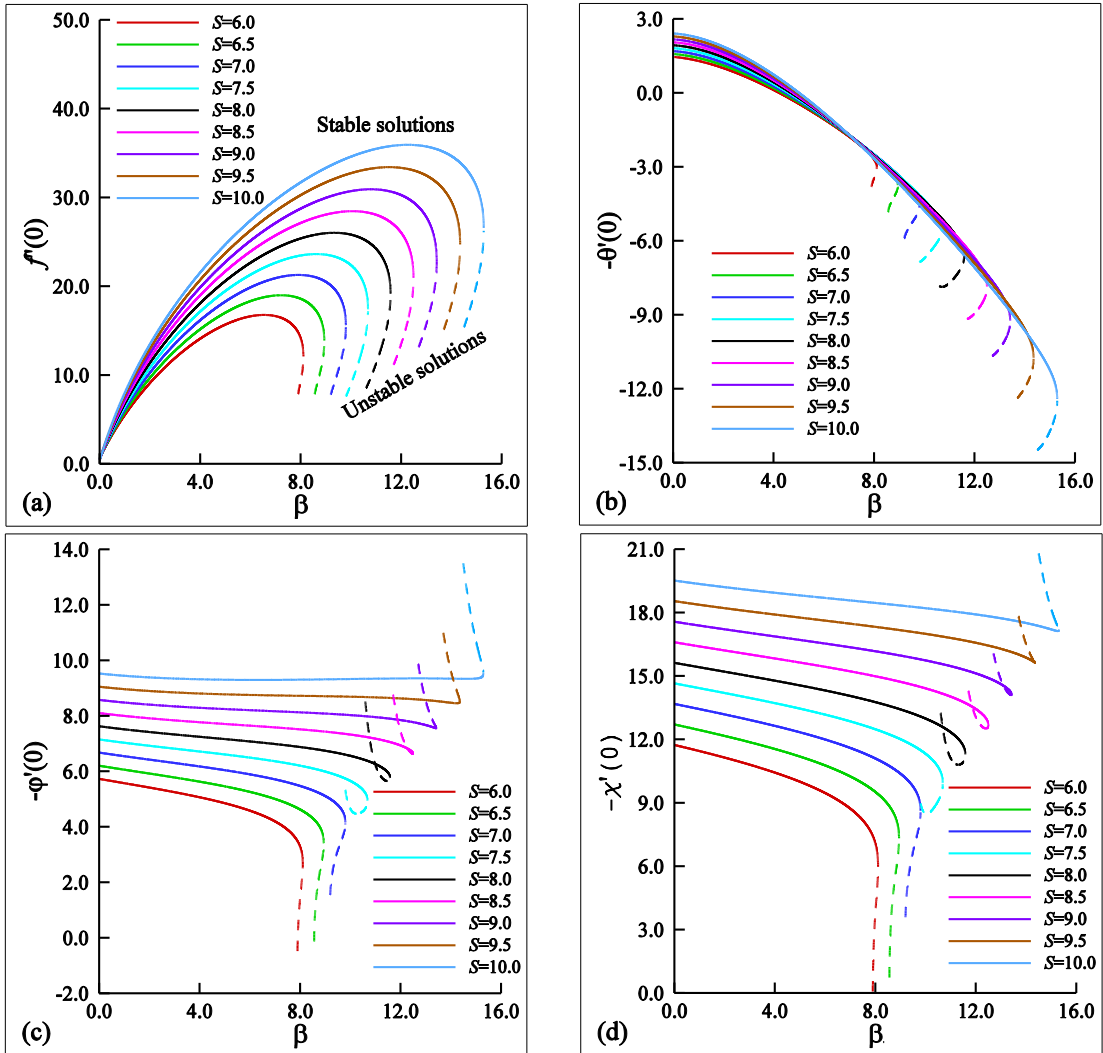 50.0
40.0
30.0
20.0
10.0
0.0
f''(0)
S=6.0
S=6.5
S=7.0
S=7.5
S=8.0
S=8.5
S=9.0
S=9.5
S=10.0
Stable solutions
Unstable solutions
0.0 4.0 8.0 12.0 16.0
β
(a)
3.0
0.0
-3.0
-6.0
-9.0
-12.0
-15.0
-θ'(0)
S=6.0
S=6.5
S=7.0
S=7.5
S=8.0
S=8.5
S=9.0
S=9.5
S=10.0
0.0 4.0 8.0 12.0 16.0
β
(b)
14.0
12.0
10.0
8.0
6.0
4.0
2.0
0.0
-2.0
-φ'(0)
S=6.0
S=6.5
S=7.0
S=7.5
S=8.0
S=8.5
S=9.0
S=9.5
S=10.0
0.0 4.0 8.0 12.0 16.0
β
(c)
21.0
18.0
15.0
12.0
9.0
6.0
3.0
0.0
-χ'(0)
S=6.0
S=6.5
S=7.0
S=7.5
S=8.0
S=8.5
S=9.0
S=9.5
S=10.0
0.0 4.0 8.0 12.0 16.0
β
(d)